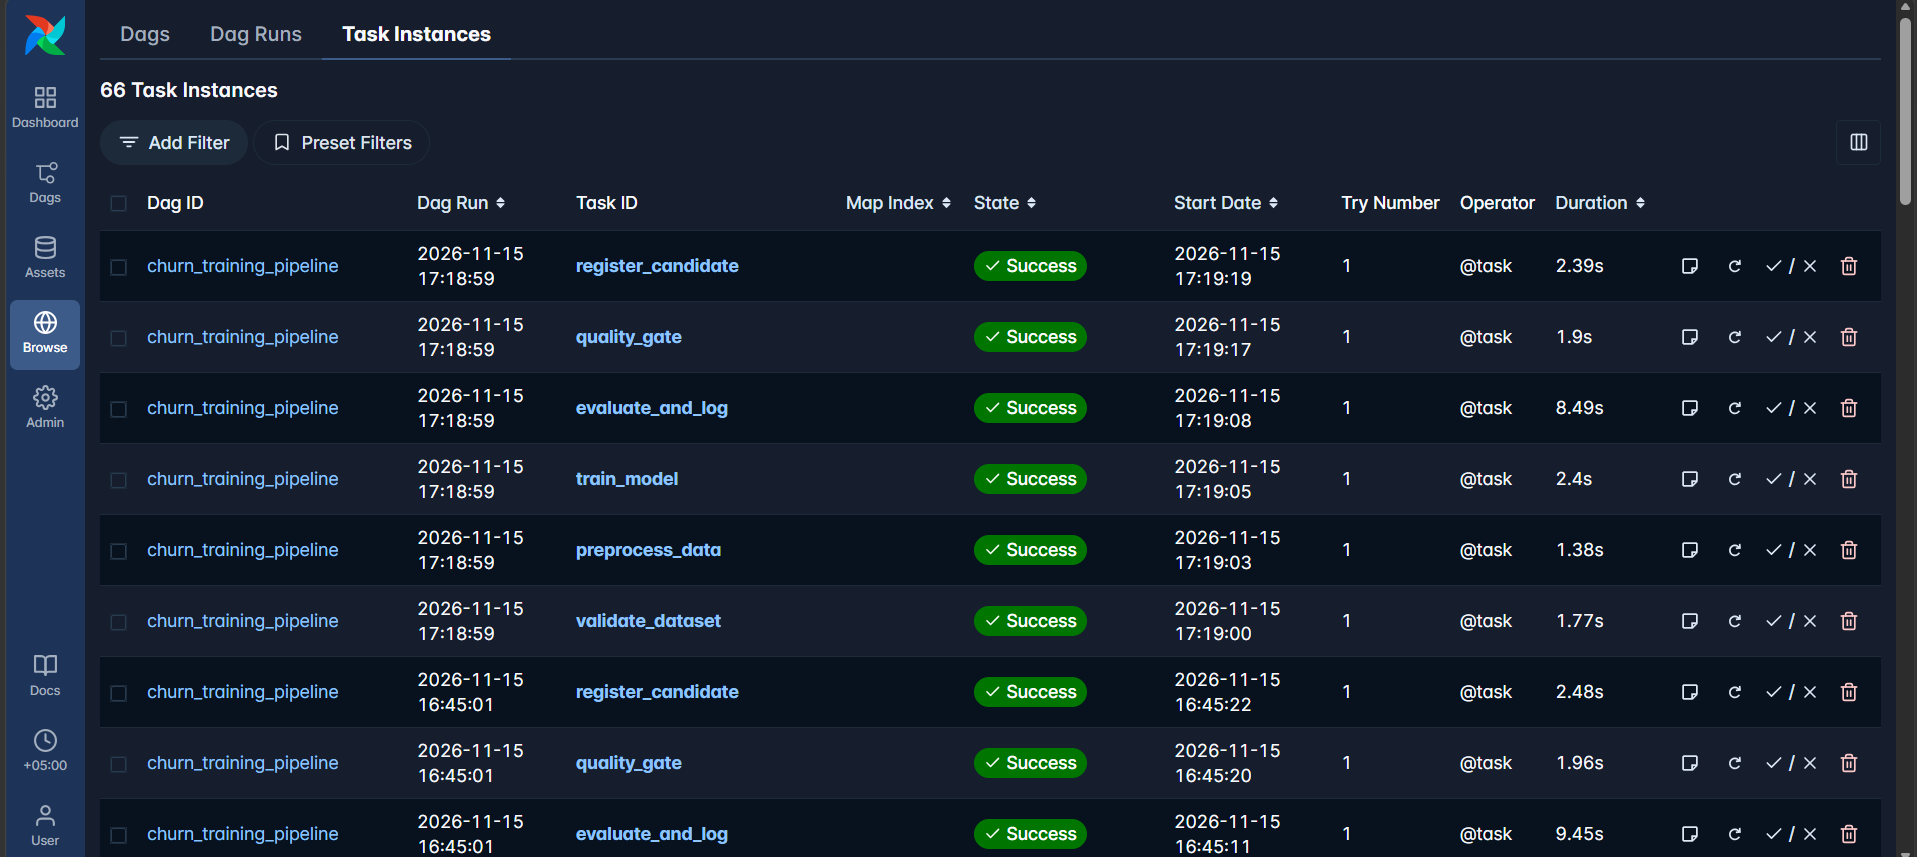 Dags Dag Runs Task Instances
66 Task Instances
Add Filter Preset Filters
Dashboard
Dags
Assets
Browse
Admin
Docs
+05:00
User
Dag ID Dag Run Task ID Map Index State Start Date Try Number Operator Duration
churn_training_pipeline 2026-11-15 17:18:59 register_candidate Success 2026-11-15 17:19:19 1 @task 2.39s /
churn_training_pipeline 2026-11-15 17:18:59 quality_gate Success 2026-11-15 17:19:17 1 @task 1.9s /
churn_training_pipeline 2026-11-15 17:18:59 evaluate_and_log Success 2026-11-15 17:19:08 1 @task 8.49s /
churn_training_pipeline 2026-11-15 17:18:59 train_model Success 2026-11-15 17:19:05 1 @task 2.4s /
churn_training_pipeline 2026-11-15 17:18:59 preprocess_data Success 2026-11-15 17:19:03 1 @task 1.38s /
churn_training_pipeline 2026-11-15 17:18:59 validate_dataset Success 2026-11-15 17:19:00 1 @task 1.77s /
churn_training_pipeline 2026-11-15 16:45:01 register_candidate Success 2026-11-15 16:45:22 1 @task 2.48s /
churn_training_pipeline 2026-11-15 16:45:01 quality_gate Success 2026-11-15 16:45:20 1 @task 1.96s /
churn_training_pipeline 2026-11-15 16:45:01 evaluate_and_log Success 2026-11-15 16:45:11 1 @task 9.45s /